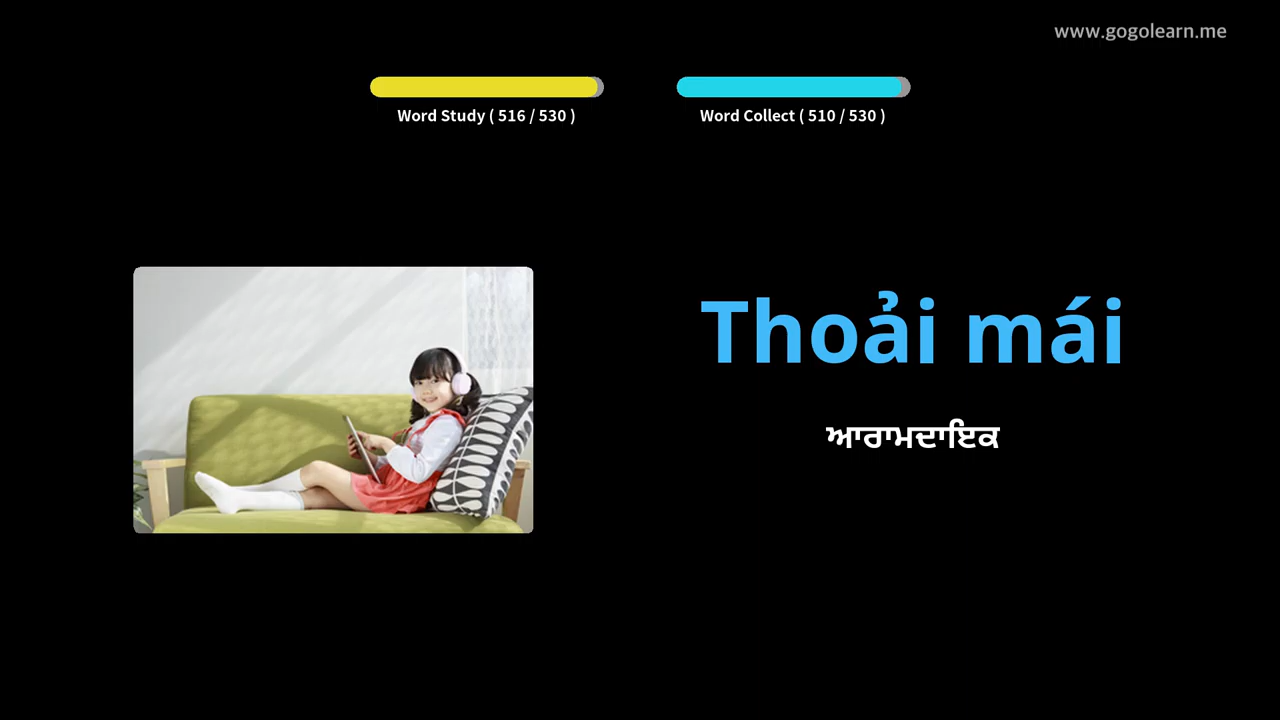 www.gogolearn.me
Word Study ( 516 / 530 )
Word Collect ( 510 / 530 )
Thoải mái
ਆਰਾਮਦਾਇਕ